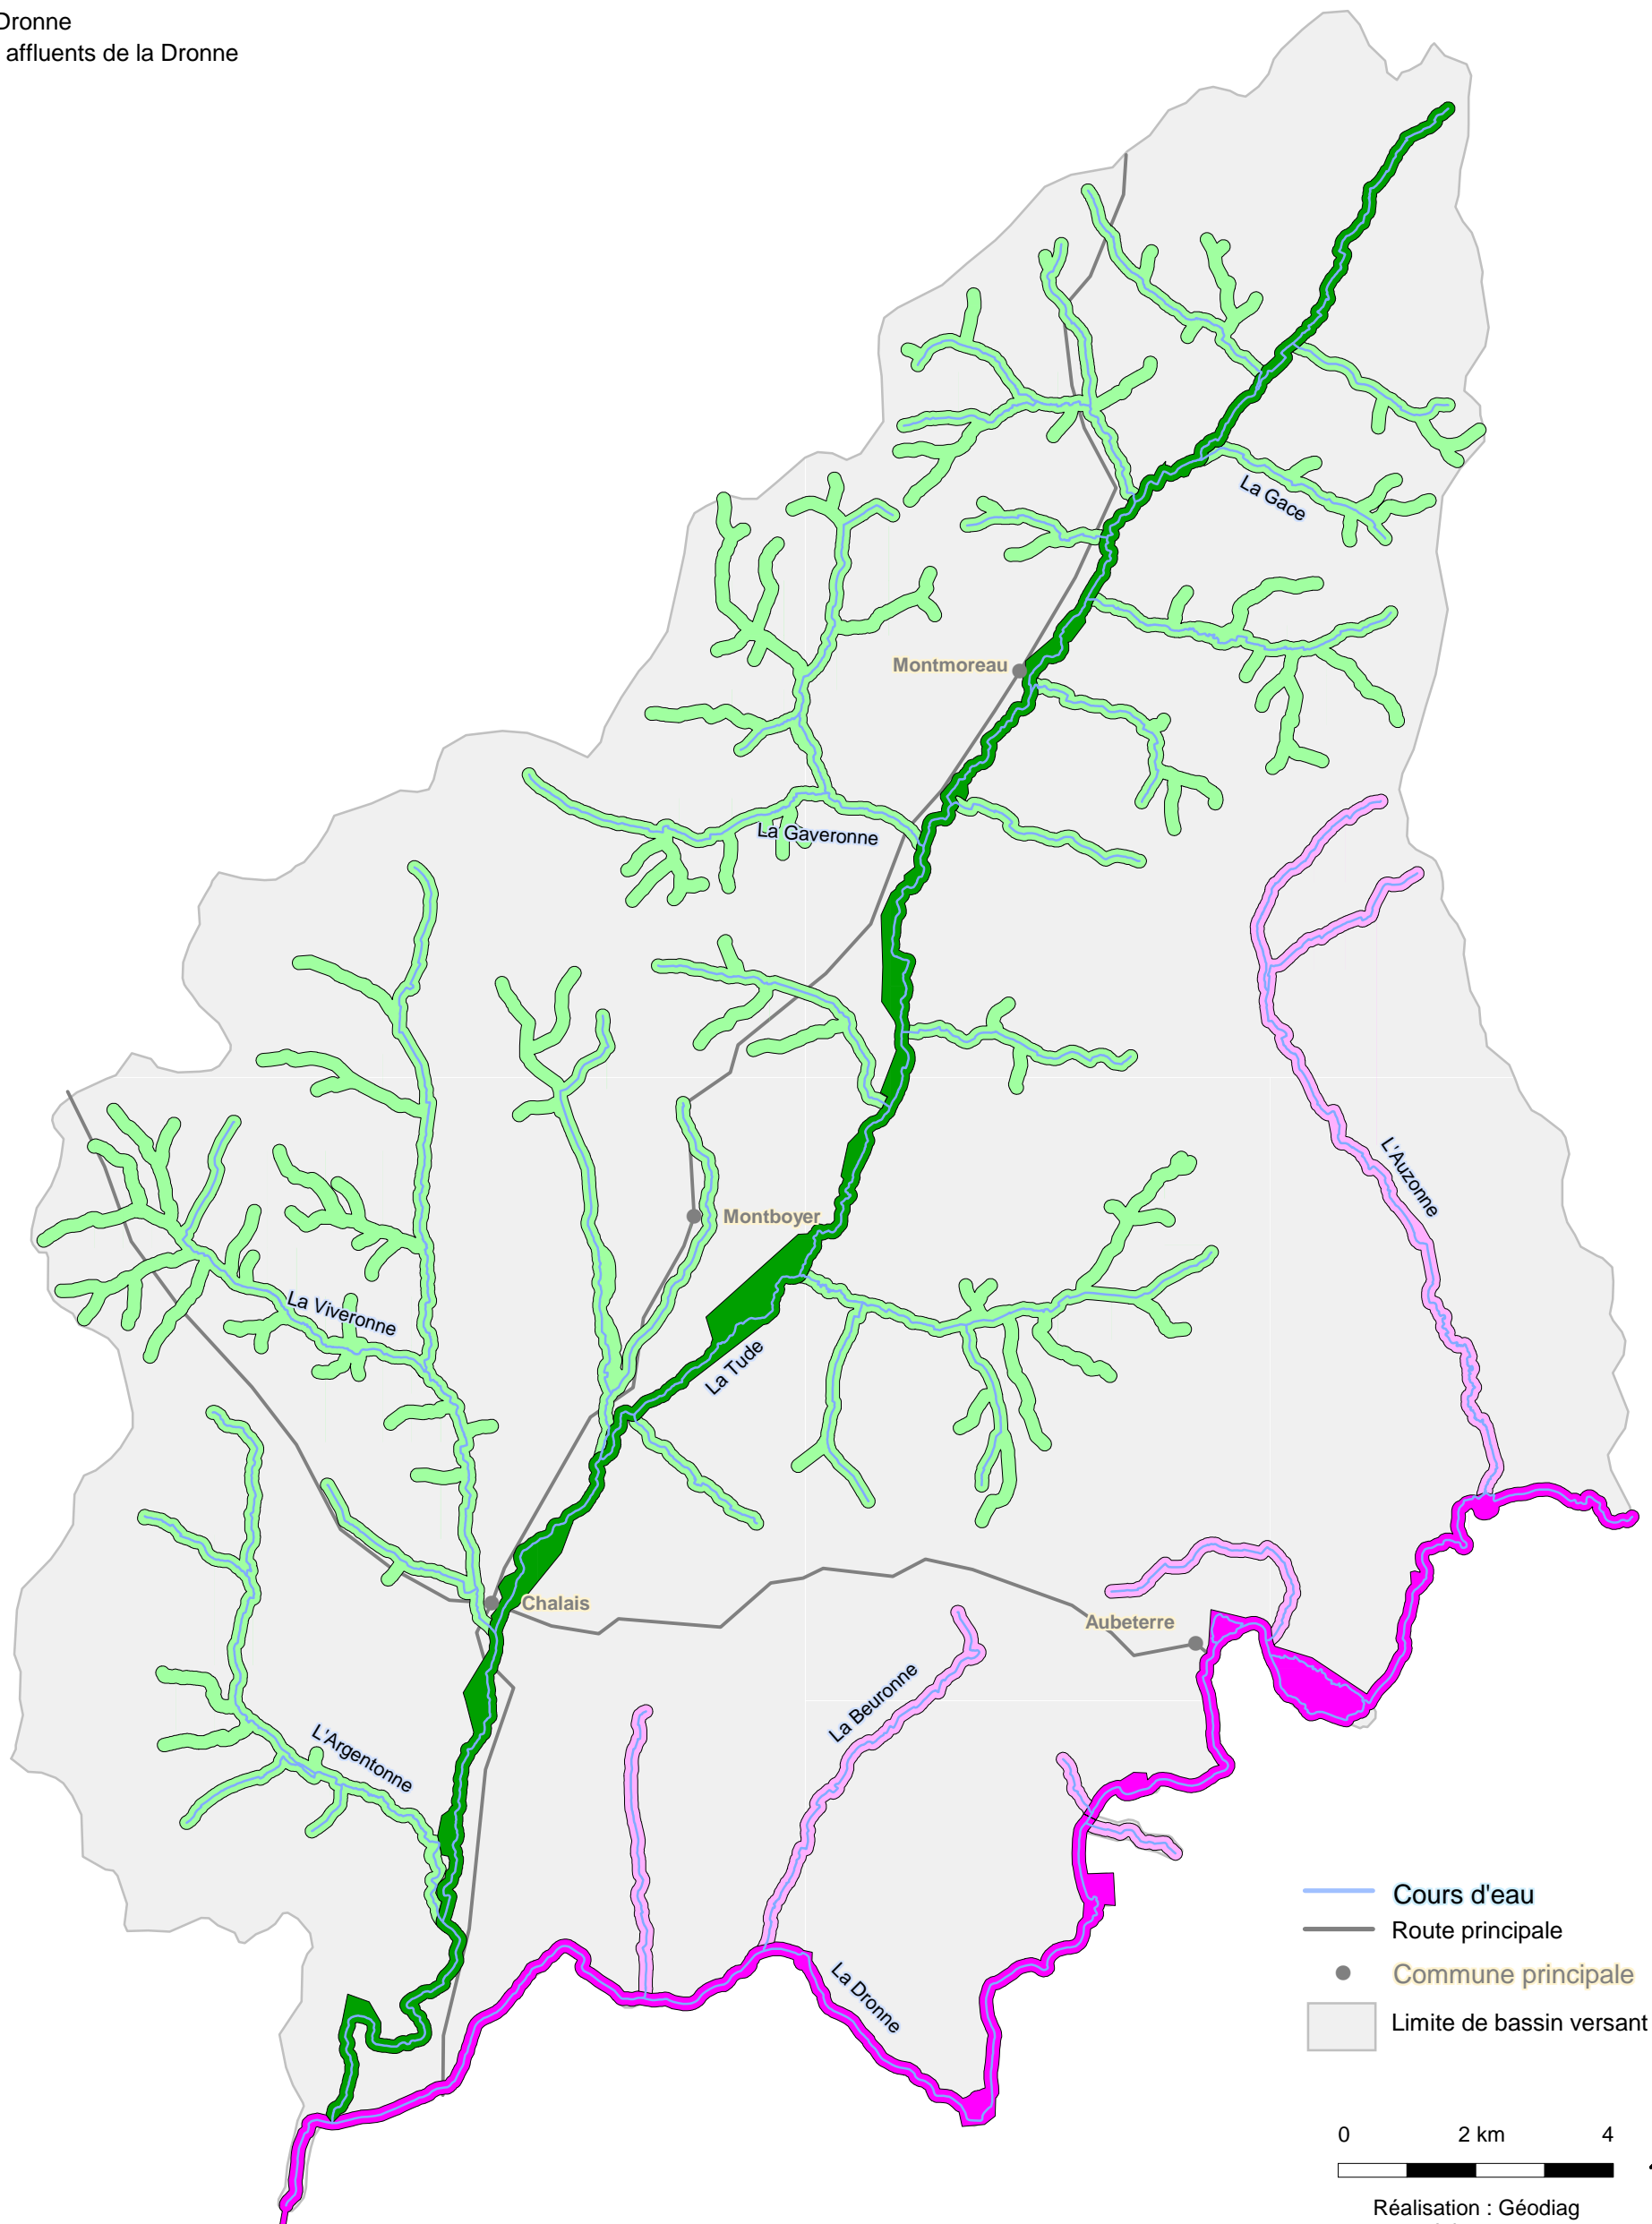 Dronne
affluents de la Dronne
La Gace
Montmoreau
La Gaveronne
L'Auzonne
Montboyer
La Viveronne
La Tude
Chalais
Aubeterre
La Beuronne
L'Argentonne
La Dronne
Cours d'eau
Route principale
Commune principale
Limite de bassin versant
0 2 km 4
Réalisation : Géodiag